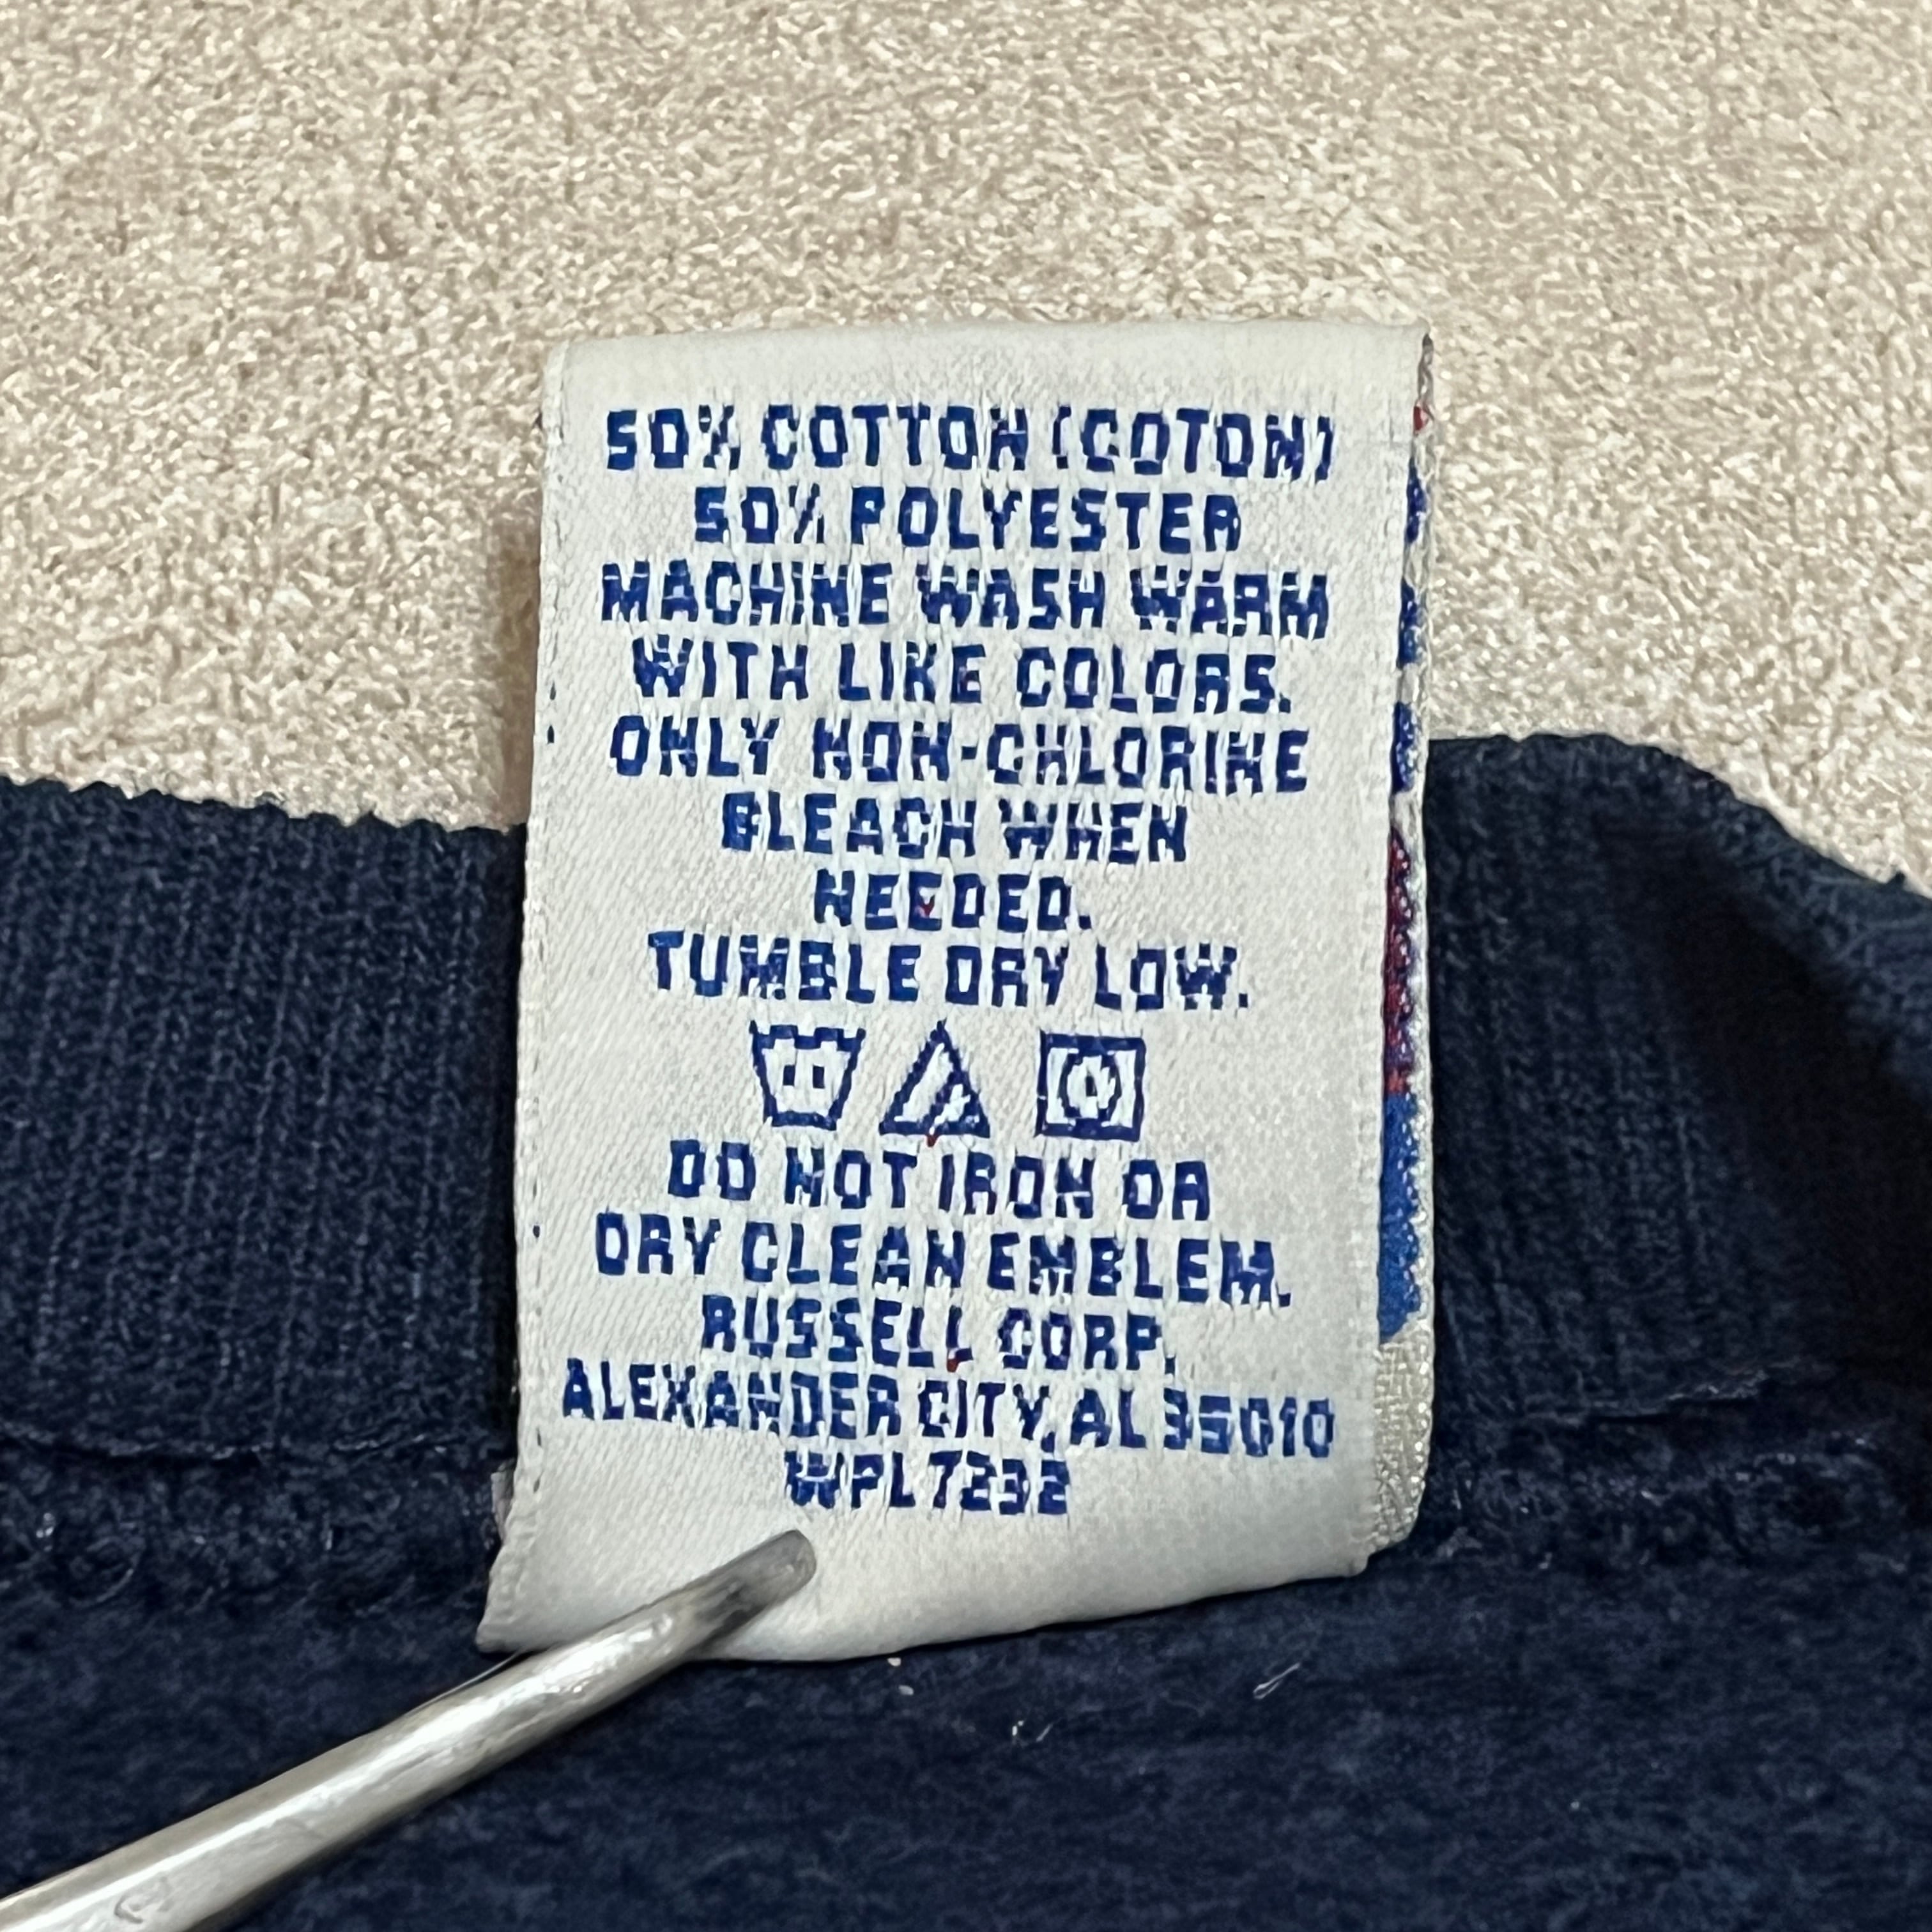 50% COTTON (COTON)
50% POLYESTER
MACHINE WASH WARM
WITH LIKE COLORS.
ONLY NON-CHLORINE
BLEACH WHEN
NEEDED.
TUMBLE DRY LOW.
DO NOT IRON OR
DRY CLEAN EMBLEM.
RUSSELL CORP.
ALEXANDER CITY, AL 35010
WPL 7232